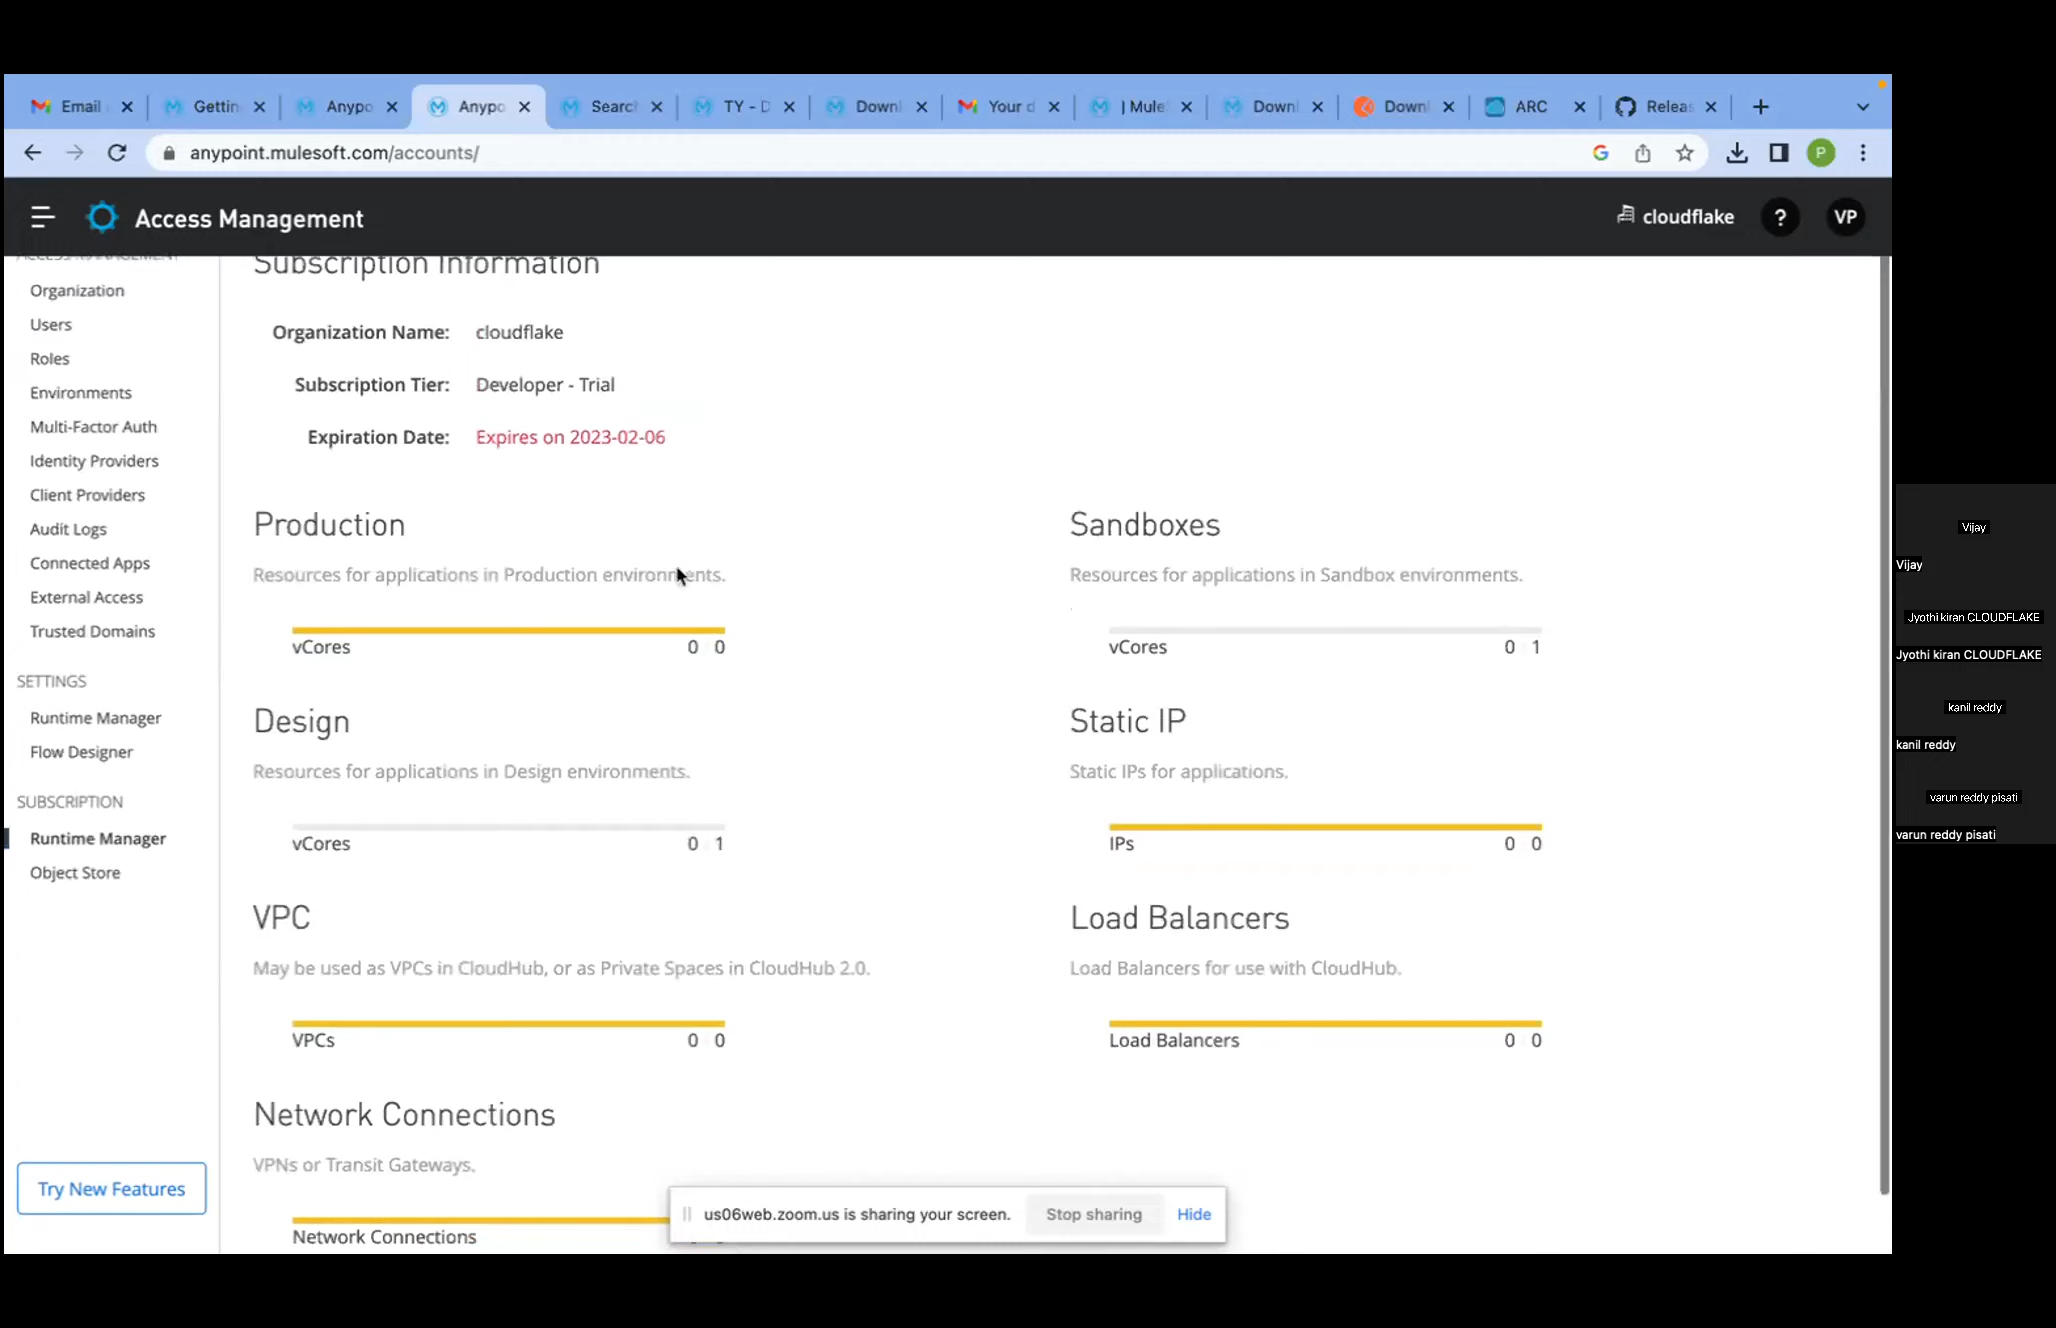 Email
Gettin
Anypo
Anypo
Search
TY - D
Downl
Your d
| Mule
Downl
Downl
ARC
Relea
anypoint.mulesoft.com/accounts/
P
Access Management
cloudflake
?
VP
ACCESS MANAGEMENT
Organization
Users
Roles
Environments
Multi-Factor Auth
Identity Providers
Client Providers
Audit Logs
Connected Apps
External Access
Trusted Domains
SETTINGS
Runtime Manager
Flow Designer
SUBSCRIPTION
Runtime Manager
Object Store
Try New Features
Subscription Information
Organization Name: cloudflake
Subscription Tier: Developer - Trial
Expiration Date: Expires on 2023-02-06
Production
Resources for applications in Production environments.
vCores 0 0
Sandboxes
Resources for applications in Sandbox environments.
vCores 0 1
Design
Resources for applications in Design environments.
vCores 0 1
Static IP
Static IPs for applications.
IPs 0 0
VPC
May be used as VPCs in CloudHub, or as Private Spaces in CloudHub 2.0.
VPCs 0 0
Load Balancers
Load Balancers for use with CloudHub.
Load Balancers 0 0
Network Connections
VPNs or Transit Gateways.
Network Connections
us06web.zoom.us is sharing your screen. Stop sharing Hide
Vijay
Vijay
Jyothi kiran CLOUDFLAKE
Jyothi kiran CLOUDFLAKE
kanil reddy
kanil reddy
varun reddy pisati
varun reddy pisati